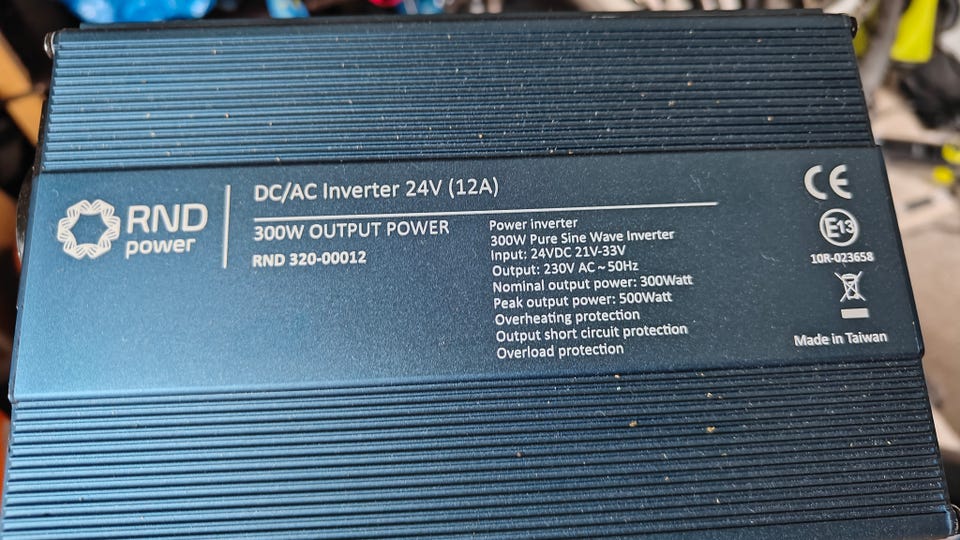 RND
power
DC/AC Inverter 24V (12A)
300W OUTPUT POWER
RND 320-00012
Power inverter
300W Pure Sine Wave Inverter
Input: 24VDC 21V-33V
Output: 230V AC ~ 50Hz
Nominal output power: 300Watt
Peak output power: 500Watt
Overheating protection
Output short circuit protection
Overload protection
CE
E13
10R-023658
Made in Taiwan